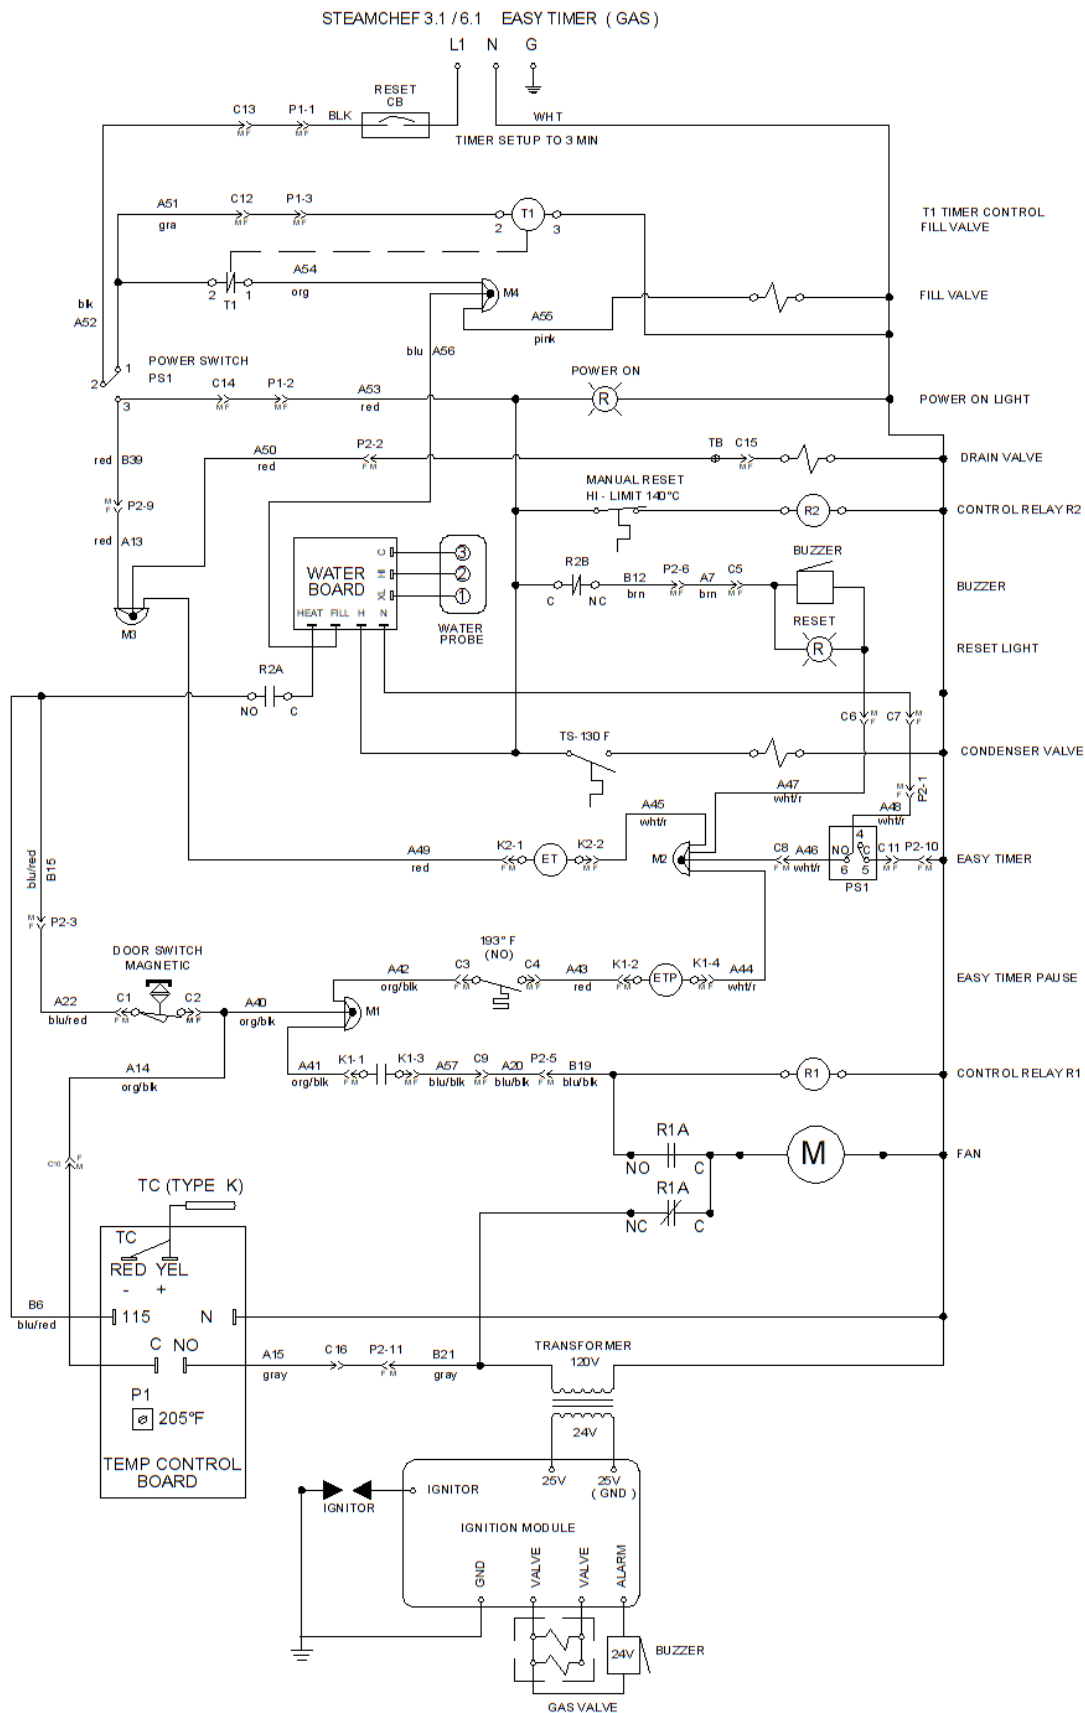 STEAMCHEF 3.1 / 6.1 EASY TIMER ( GAS )
L1 N G
RESET
CB
C13 P1-1 BLK WHT
M F M F
TIMER SETUP TO 3 MIN
A51 C12 P1-3
gra M F M F
2 T1 3
T1 TIMER CONTROL
FILL VALVE
A54
org
2 T1 1
M4
FILL VALVE
A55
pink
blk
A52
blu A56
POWER SWITCH
PS1
1
2
3
C14 P1-2 A53
M F M F red
POWER ON
R
POWER ON LIGHT
red B39
A50 P2-2
red F M
TB C15
M F
DRAIN VALVE
M
F P2-9
MANUAL RESET
HI - LIMIT 140°C
R2
CONTROL RELAY R2
red A13
WATER
BOARD
C
HI
XL
3
2
1
HEAT FILL H N
WATER
PROBE
R2B
C NC
B12 P2-6 A7 C5
brn M F brn M F
BUZZER
BUZZER
M3
RESET
R
RESET LIGHT
R2A
NO C
C6 M F C7 M F
TS-130 F
CONDENSER VALVE
M F P2-1
A47
wht/r
A48
wht/r
A45
wht/r
A49
red
K2-1 ET K2-2
F M M F
M2
C8 A46
F M wht/r
4
NO C
6 5
PS1
C11 P2-10
M F F M
EASY TIMER
blu/red
B15
M
F P2-3
DOOR SWITCH
MAGNETIC
193° F
(NO)
A42 C3 C4 A43 K1-2 ETP K1-4 A44
org/blk F M M F red F M M F wht/r
EASY TIMER PAUSE
A22 C1 C2 A40
blu/red F M M F org/blk
M1
A14
org/blk
A41 K1-1 K1-3 A57 C9 A20 P2-5 B19
org/blk F M M F blu/blk M F blu/blk F M blu/blk
R1
CONTROL RELAY R1
R1A
NO C
M
FAN
C10 F
M
R1A
NC C
TC (TYPE K)
TC
RED YEL
- +
B6
blu/red
115 N
C NO
A15 C16 P2-11 B21
gray F M gray
TRANSFORMER
120V
P1
205°F
24V
TEMP CONTROL
BOARD
25V 25V
( GND )
IGNITOR
IGNITOR
IGNITION MODULE
GND
VALVE
VALVE
ALARM
24V
BUZZER
GAS VALVE